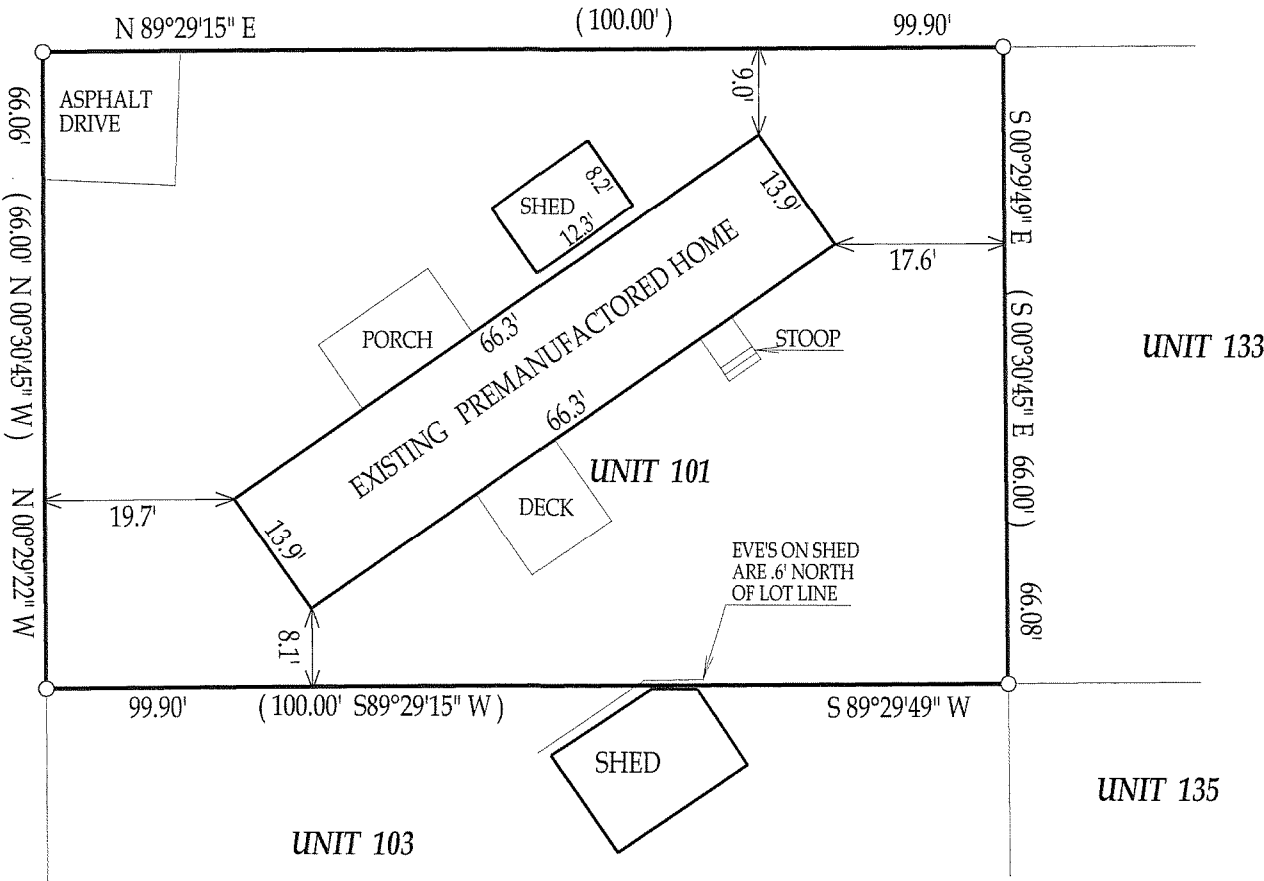 N 89°29'15" E
( 100.00' )
99.90'
ASPHALT
DRIVE
66.06'
( 66.00' N 00°30'45" W )
N 00°29'22" W
9.0'
SHED
8.2'
12.3'
13.9'
S 00°29'49" E
( S 00°30'45" E 66.00' )
66.08'
17.6'
PORCH
66.3'
EXISTING PREMANUFACTORED HOME
66.3'
STOOP
UNIT 133
UNIT 101
DECK
19.7'
13.9'
8.1'
EVE'S ON SHED
ARE .6' NORTH
OF LOT LINE
99.90'
( 100.00' S89°29'15" W )
S 89°29'49" W
SHED
UNIT 135
UNIT 103